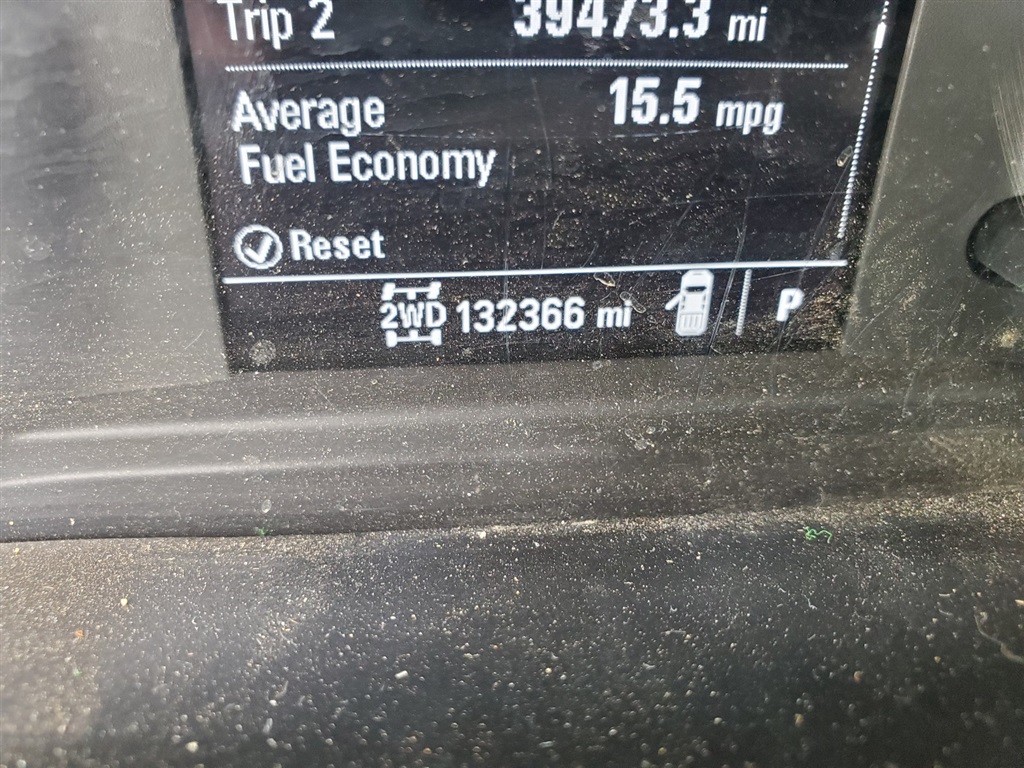 Trip 2 39473.3 mi
Average 15.5 mpg
Fuel Economy
Reset
2WD 132366 mi P